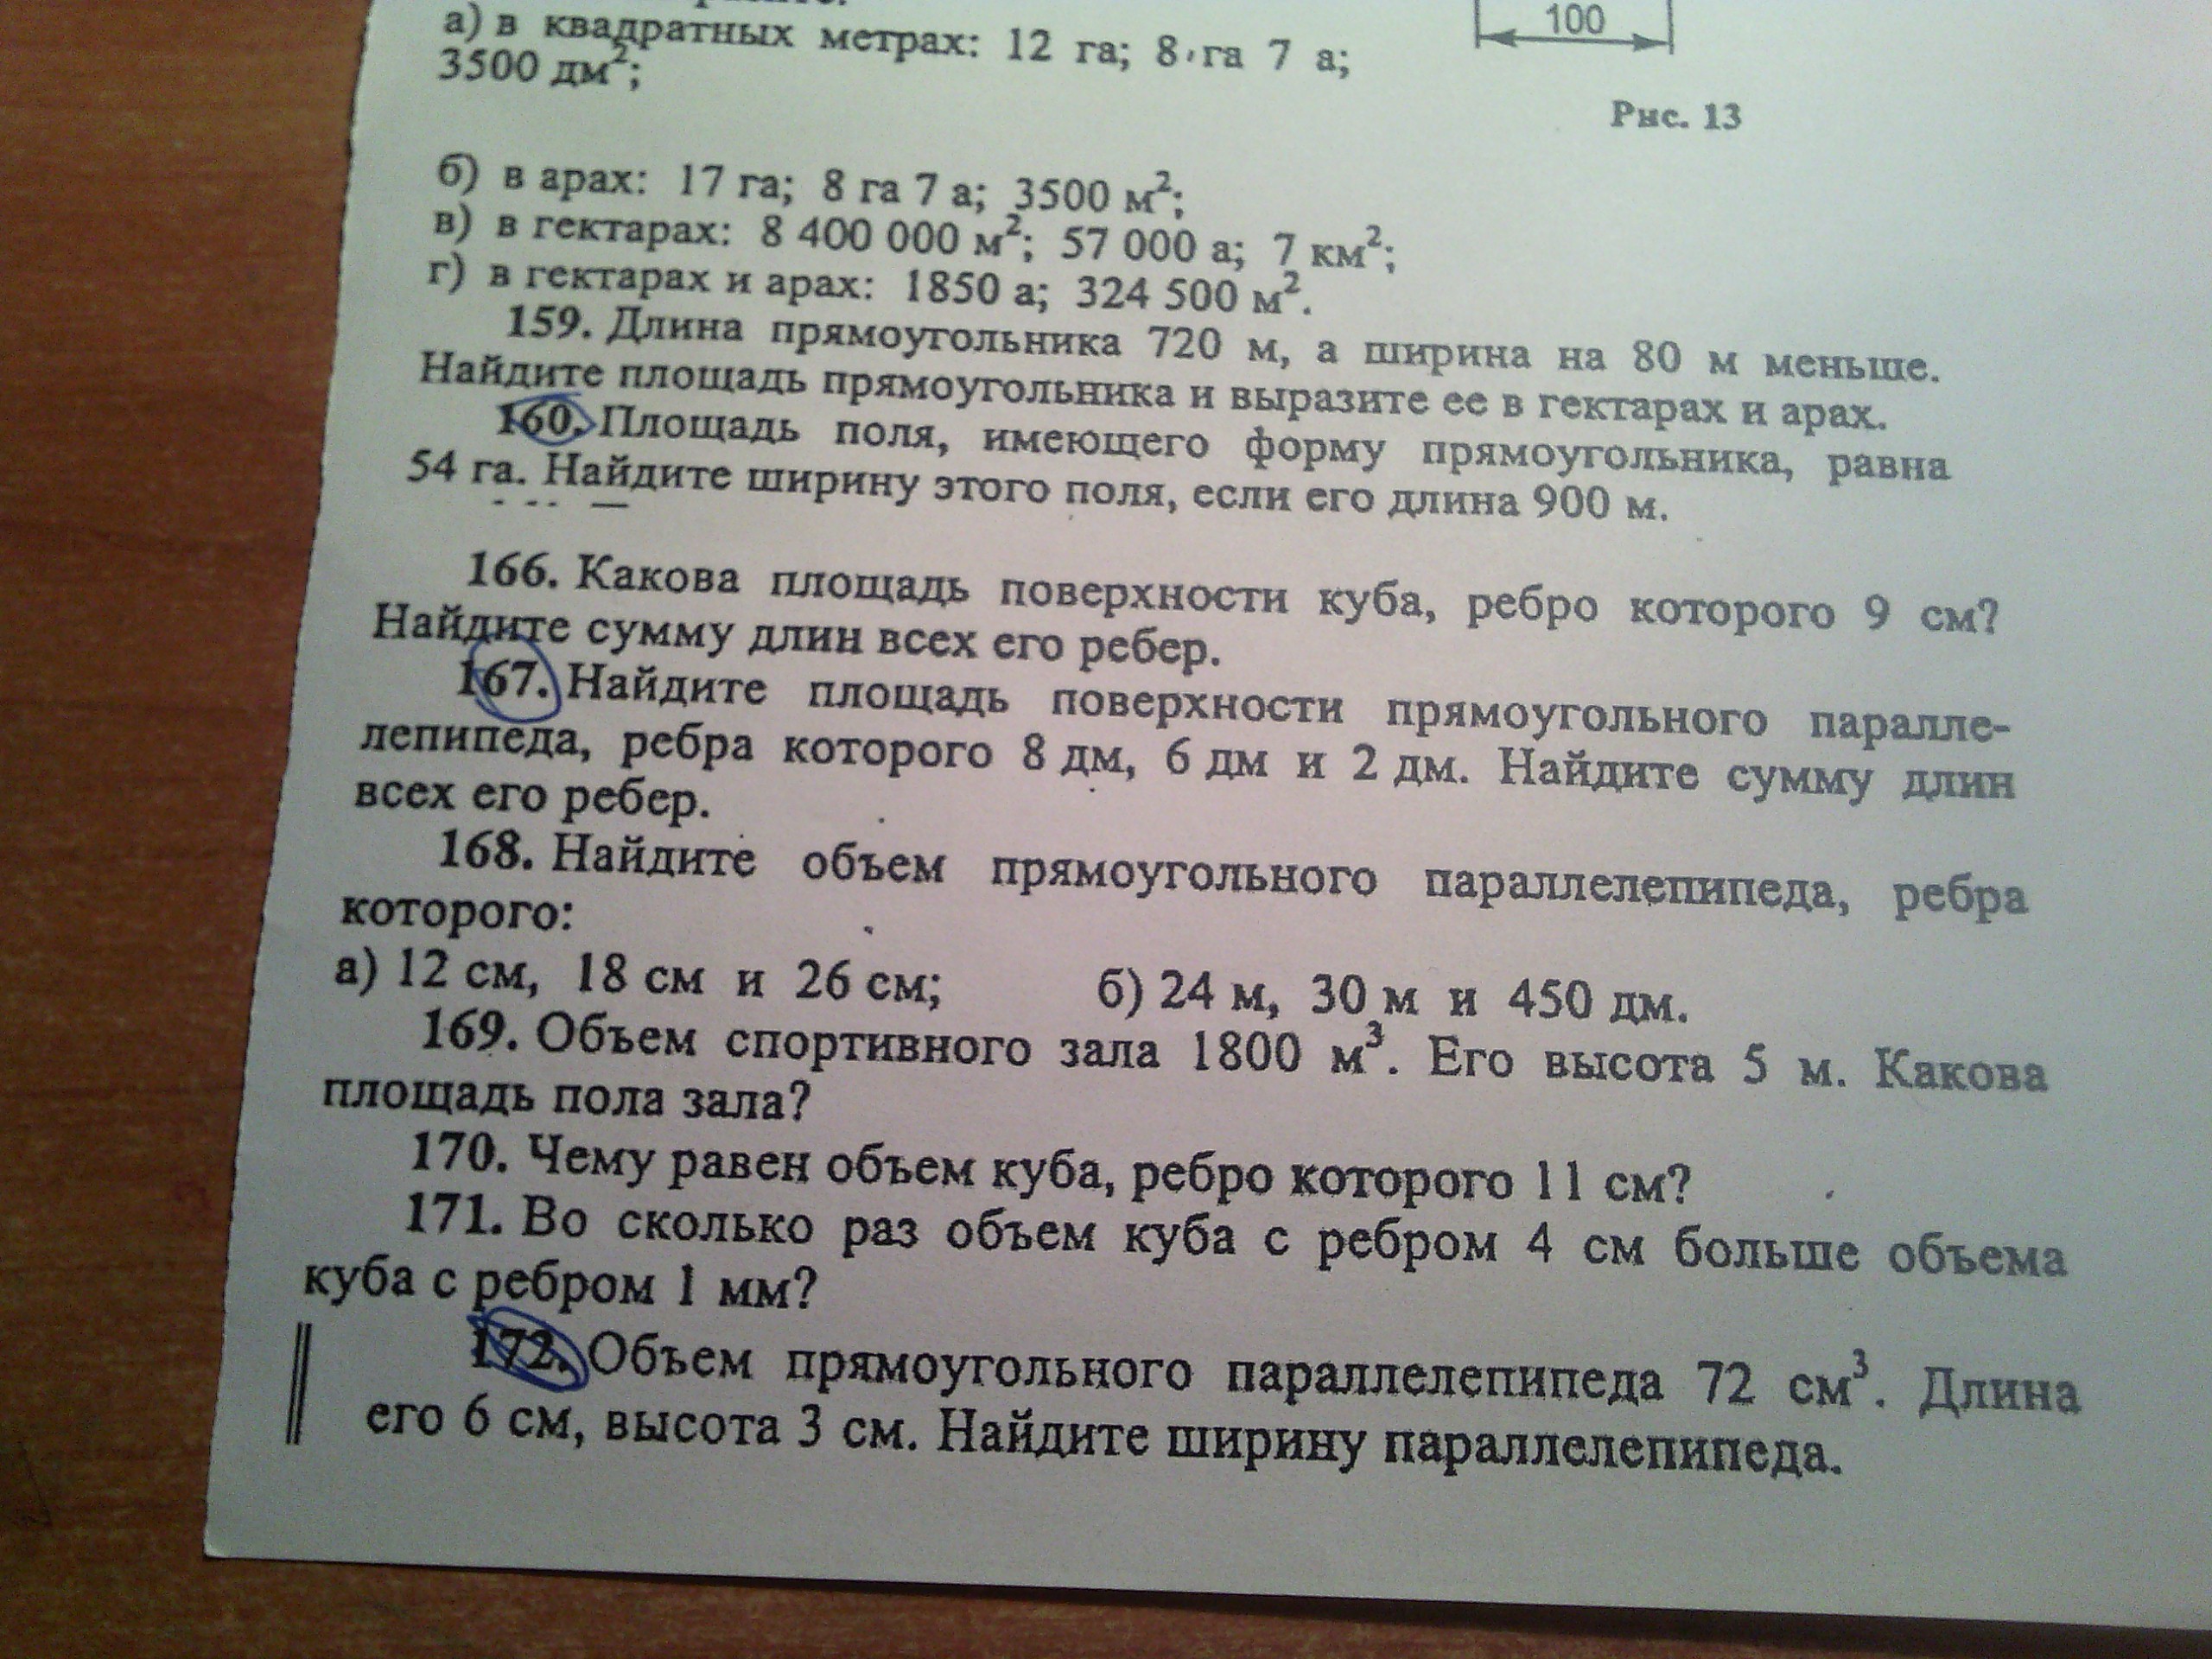 100
а) в квадратных метрах: 12 га; 8 га 7 а;
3500 дм²;
Рис. 13
б) в арах: 17 га; 8 га 7 а; 3500 м²;
в) в гектарах: 8 400 000 м²; 57 000 а; 7 км²;
г) в гектарах и арах: 1850 а; 324 500 м².
159. Длина прямоугольника 720 м, а ширина на 80 м меньше.
Найдите площадь прямоугольника и выразите ее в гектарах и арах.
160. Площадь поля, имеющего форму прямоугольника, равна
54 га. Найдите ширину этого поля, если его длина 900 м.
166. Какова площадь поверхности куба, ребро которого 9 см?
Найдите сумму длин всех его ребер.
167. Найдите площадь поверхности прямоугольного паралле-
лепипеда, ребра которого 8 дм, 6 дм и 2 дм. Найдите сумму длин
всех его ребер.
168. Найдите объем прямоугольного параллелепипеда, ребра
которого:
а) 12 см, 18 см и 26 см; б) 24 м, 30 м и 450 дм.
169. Объем спортивного зала 1800 м³. Его высота 5 м. Какова
площадь пола зала?
170. Чему равен объем куба, ребро которого 11 см?
171. Во сколько раз объем куба с ребром 4 см больше объема
куба с ребром 1 мм?
172. Объем прямоугольного параллелепипеда 72 см³. Длина
его 6 см, высота 3 см. Найдите ширину параллелепипеда.